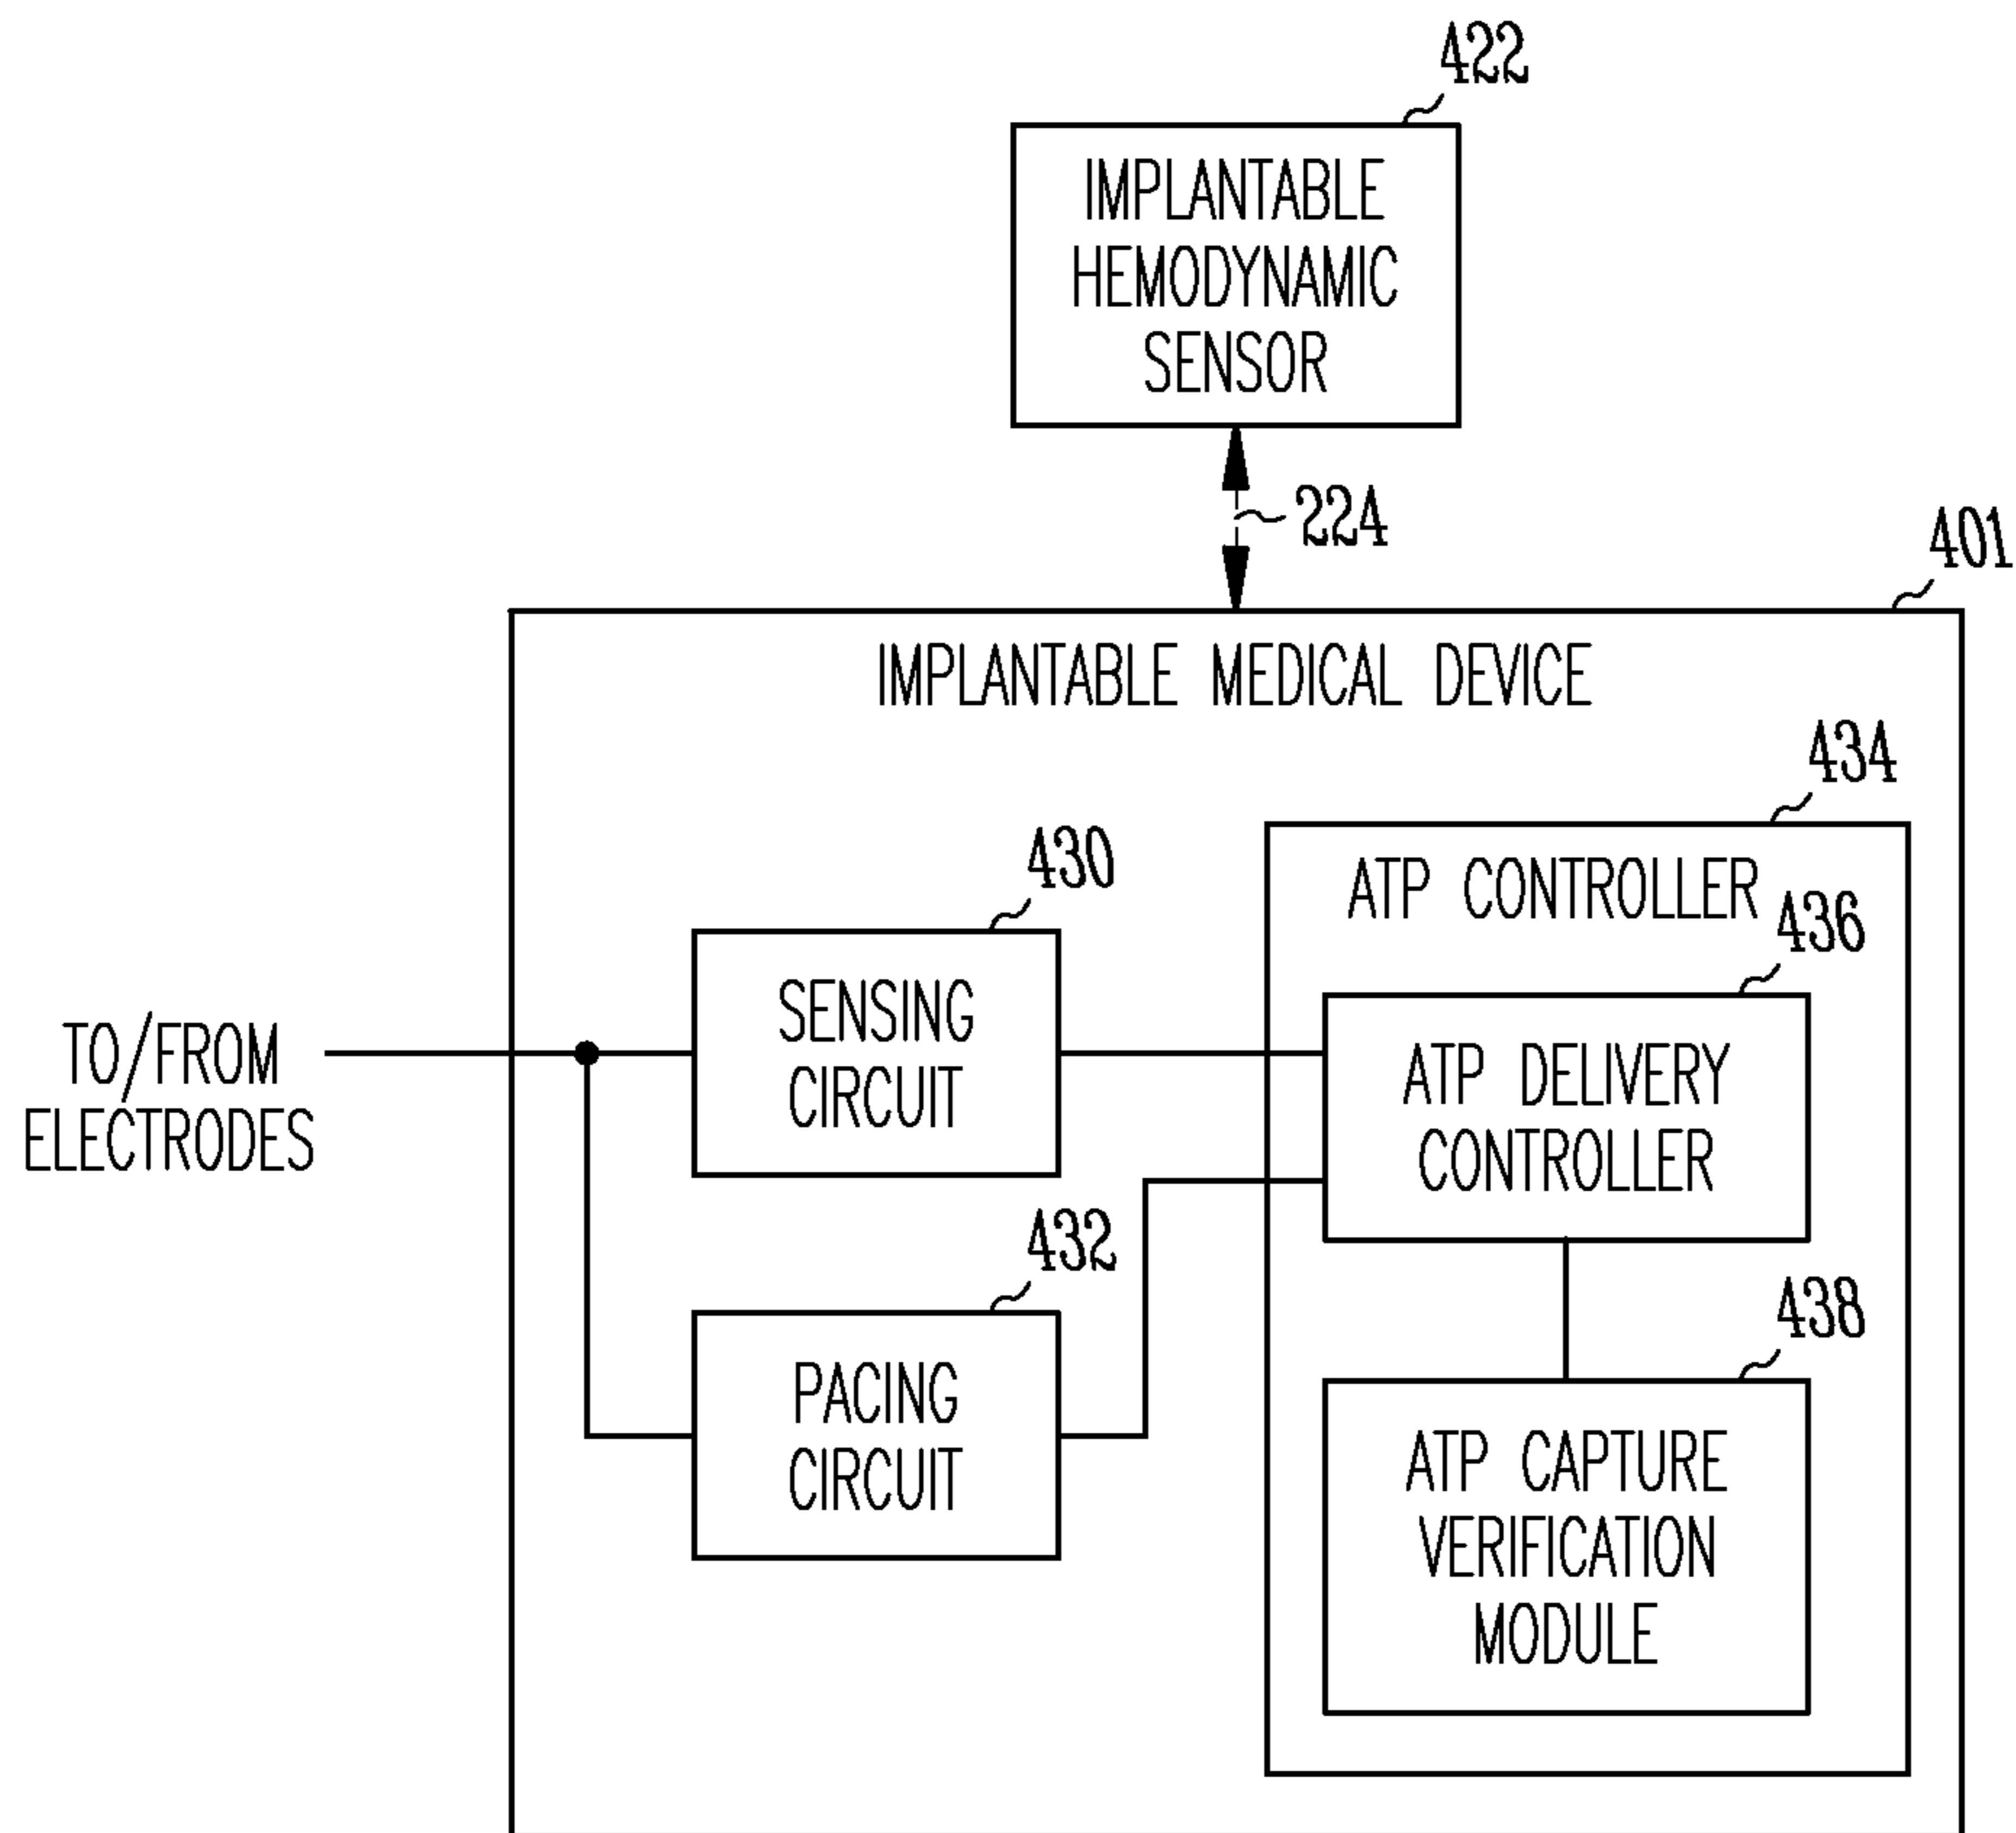 422
IMPLANTABLE
HEMODYNAMIC
SENSOR
224
401
IMPLANTABLE MEDICAL DEVICE
434
ATP CONTROLLER
430
SENSING
CIRCUIT
436
ATP DELIVERY
CONTROLLER
TO/FROM
ELECTRODES
432
PACING
CIRCUIT
438
ATP CAPTURE
VERIFICATION
MODULE